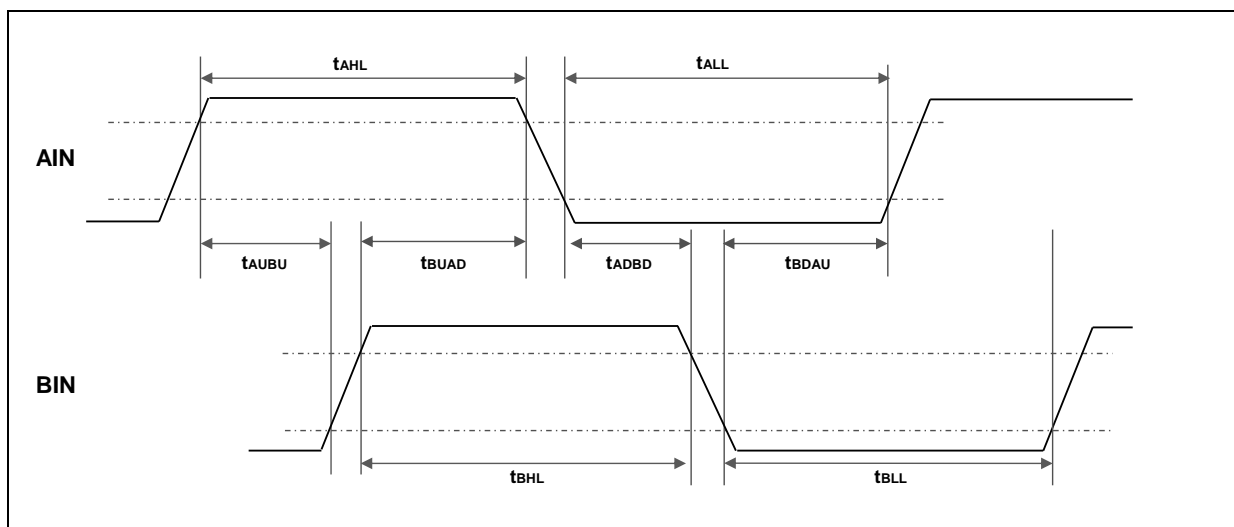 tAHL
tALL
AIN
tAUBU
tBUAD
tADBD
tBDAU
BIN
tBHL
tBLL